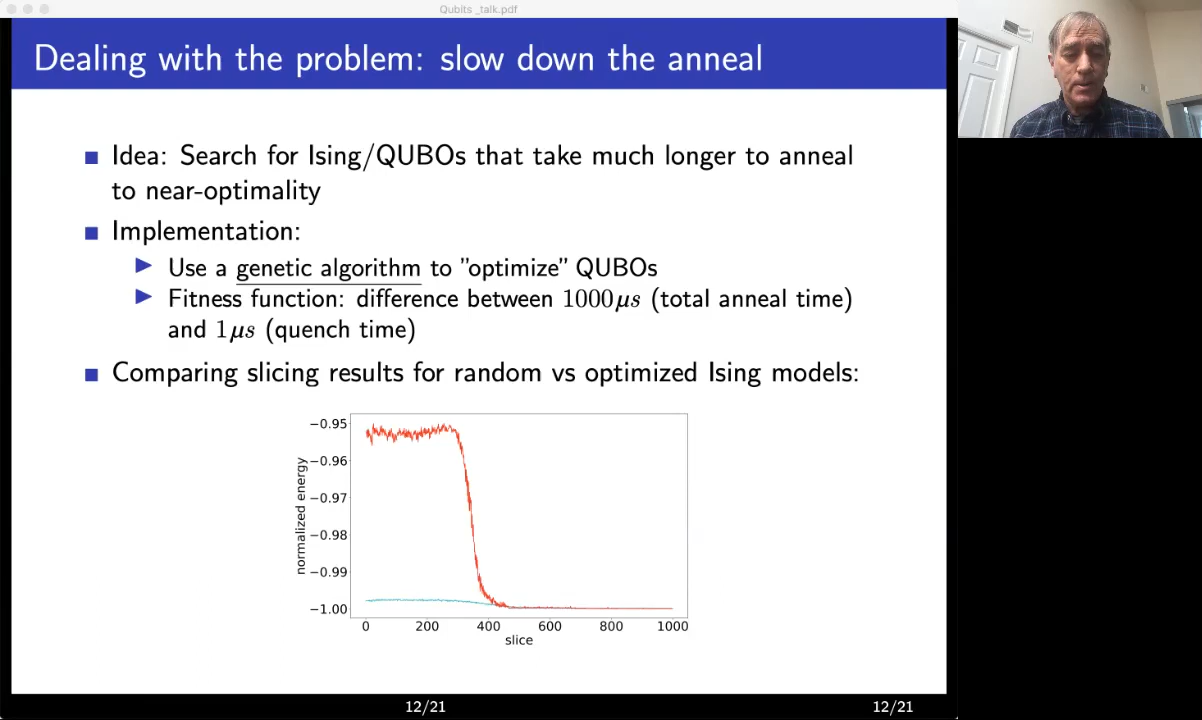 Qubits _talk.pdf
Dealing with the problem: slow down the anneal
Idea: Search for Ising/QUBOs that take much longer to anneal
to near-optimality
Implementation:
Use a genetic algorithm to ”optimize” QUBOs
Fitness function: difference between 1000μs (total anneal time)
and 1μs (quench time)
Comparing slicing results for random vs optimized Ising models:
−0.95
−0.96
−0.97
−0.98
−0.99
−1.00
normalized energy
0 200 400 600 800 1000
slice
12/21 12/21